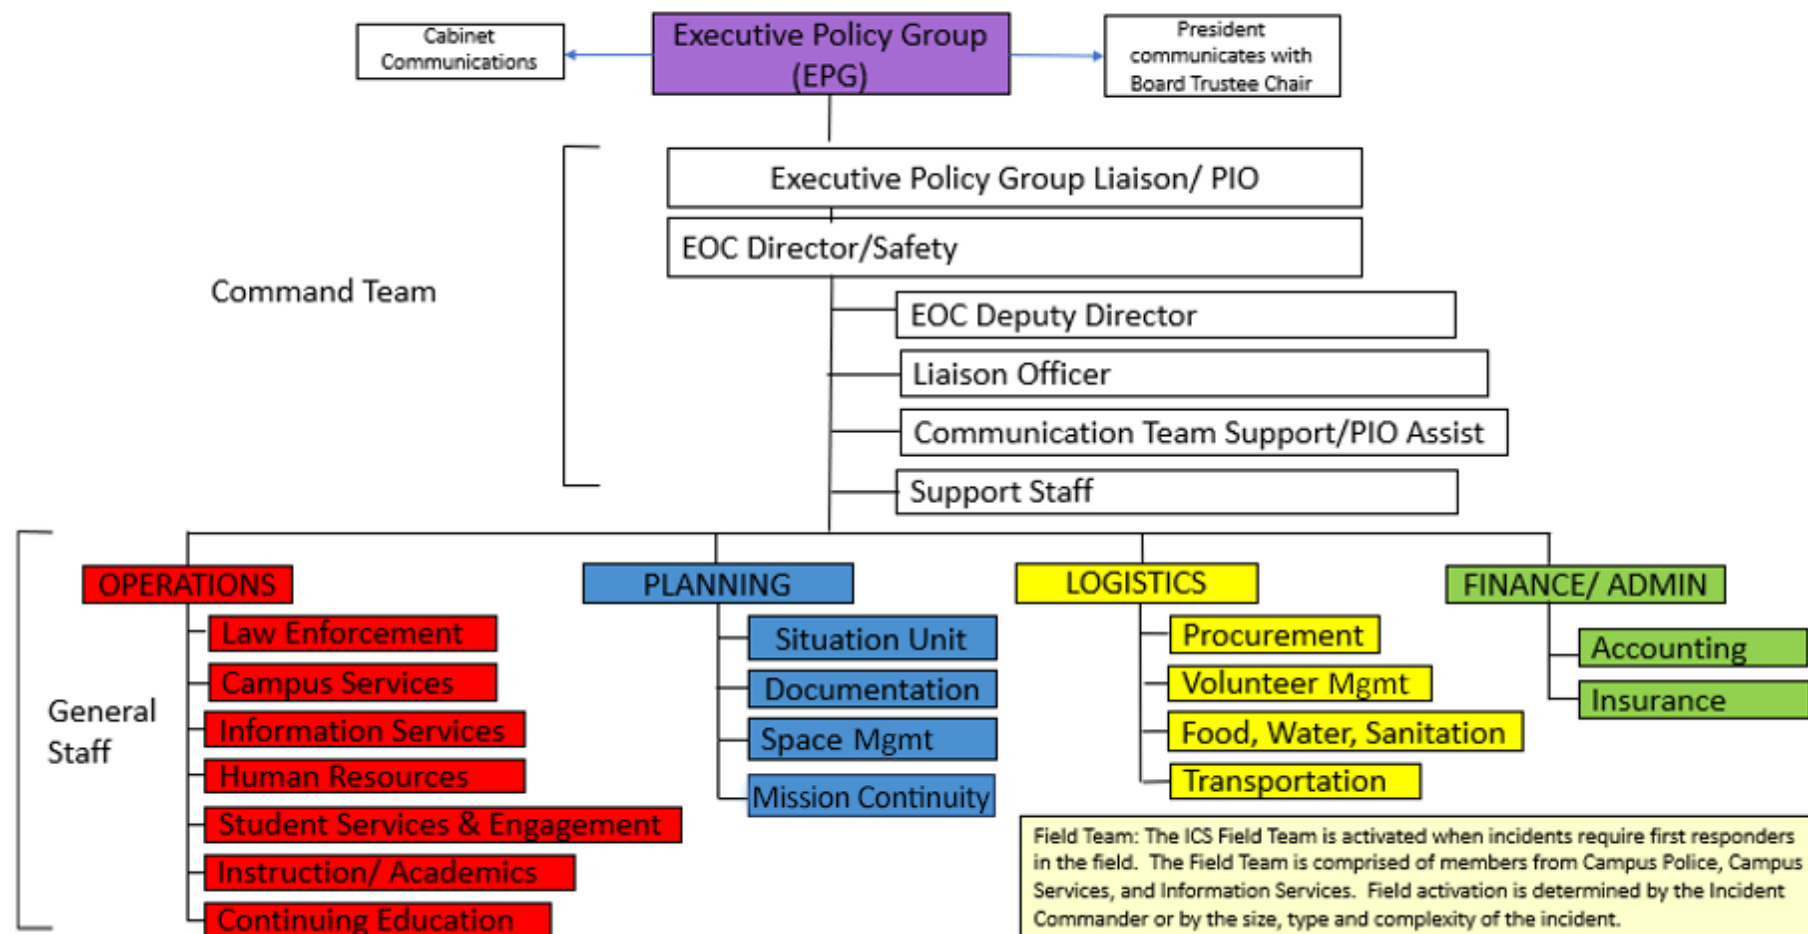 Cabinet
Communications
Executive Policy Group
(EPG)
President
communicates with
Board Trustee Chair
Executive Policy Group Liaison/ PIO
EOC Director/Safety
Command Team
EOC Deputy Director
Liaison Officer
Communication Team Support/PIO Assist
Support Staff
General
Staff
OPERATIONS
Law Enforcement
Campus Services
Information Services
Human Resources
Student Services & Engagement
Instruction/ Academics
Continuing Education
PLANNING
Situation Unit
Documentation
Space Mgmt
Mission Continuity
LOGISTICS
Procurement
Volunteer Mgmt
Food, Water, Sanitation
Transportation
FINANCE/ ADMIN
Accounting
Insurance
Field Team: The ICS Field Team is activated when incidents require first responders
in the field. The Field Team is comprised of members from Campus Police, Campus
Services, and Information Services. Field activation is determined by the Incident
Commander or by the size, type and complexity of the incident.